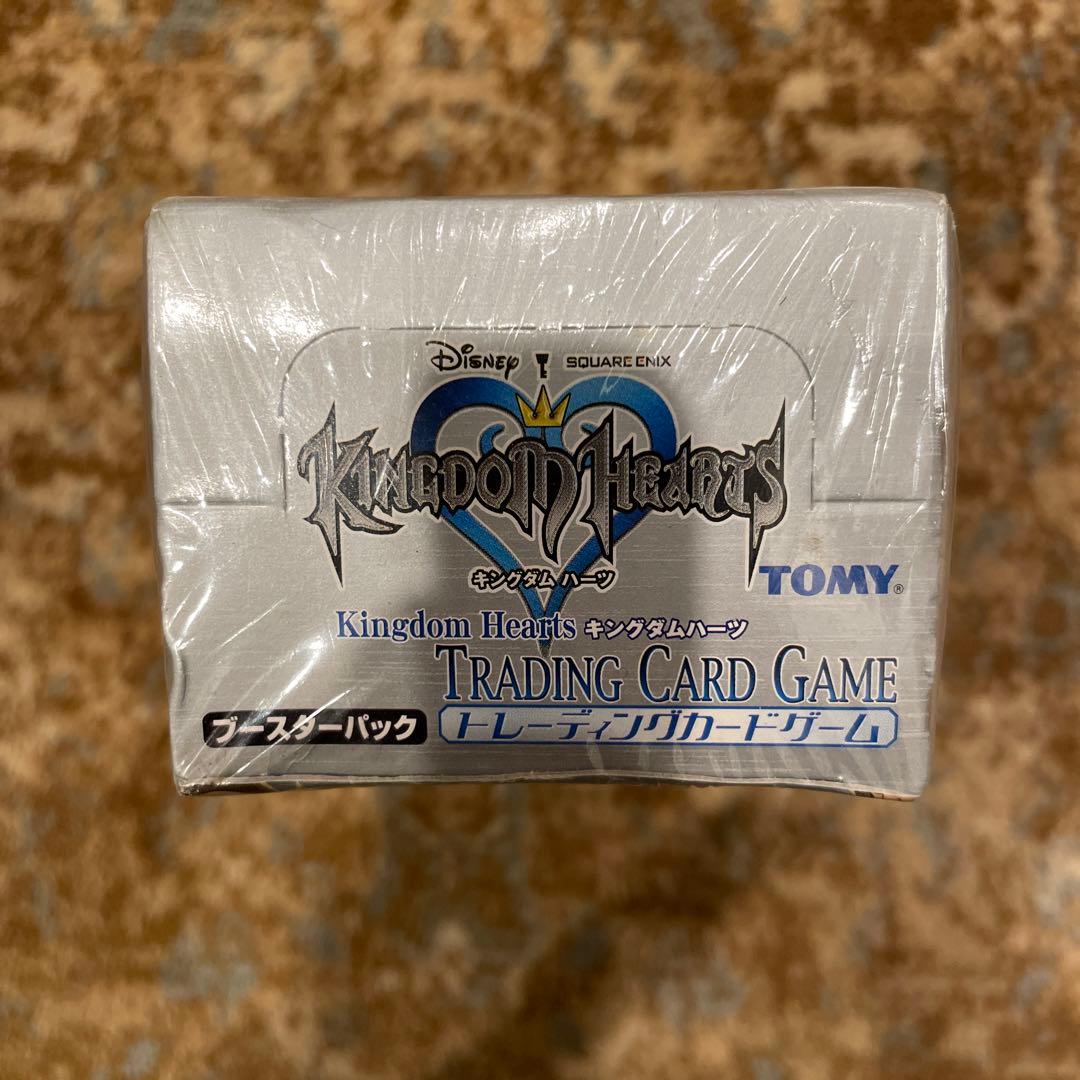 Disney SQUARE ENIX
KINGDOM HEARTS
キングダム ハーツ
TOMY®
Kingdom Hearts キングダムハーツ
TRADING CARD GAME
ブースターパック トレーディングカードゲーム